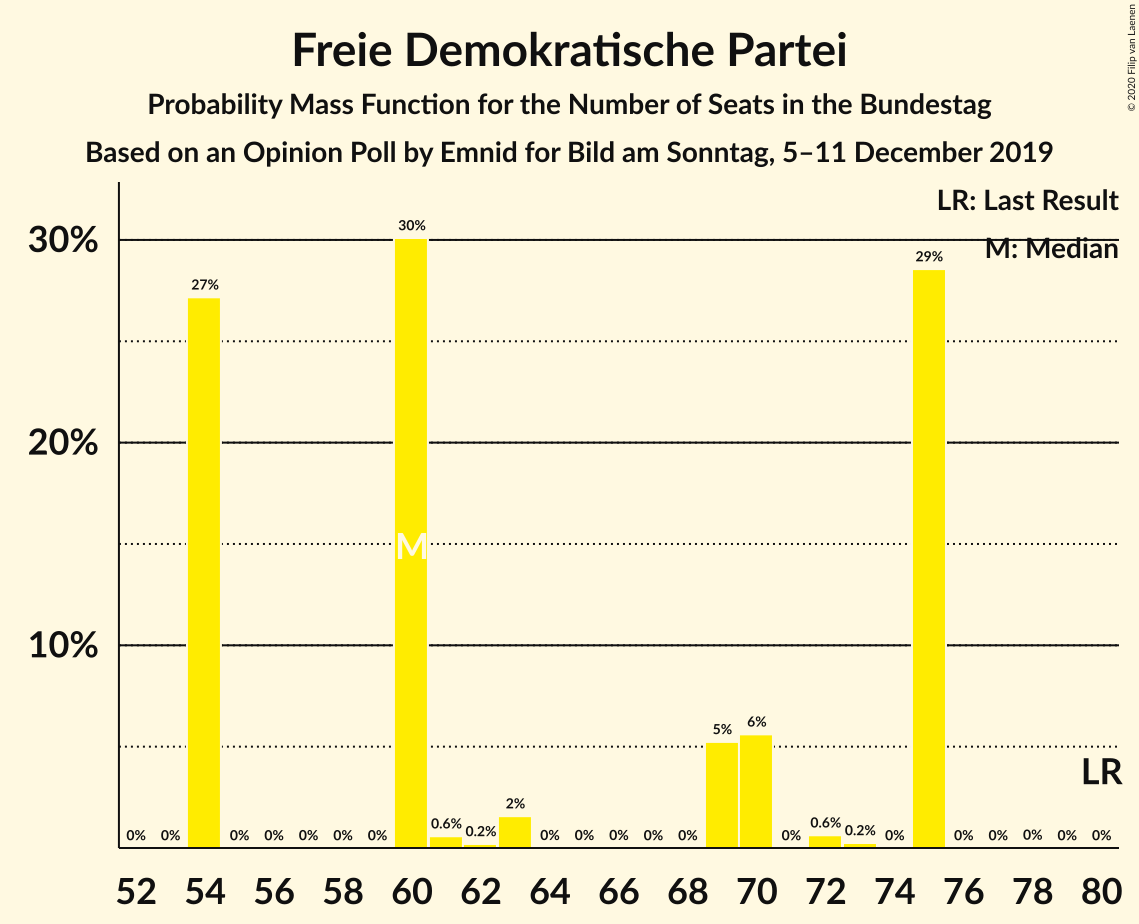 Freie Demokratische Partei
Probability Mass Function for the Number of Seats in the Bundestag
Based on an Opinion Poll by Emnid for Bild am Sonntag, 5–11 December 2019
© 2020 Filip van Laenen
LR: Last Result
M: Median
30%
20%
10%
0% 0% 27% 0% 0% 0% 0% 0% 30% 0.6% 0.2% 2% 0% 0% 0% 0% 0% 5% 6% 0% 0.6% 0.2% 0% 29% 0% 0% 0% 0% 0%
M
LR
52 54 56 58 60 62 64 66 68 70 72 74 76 78 80